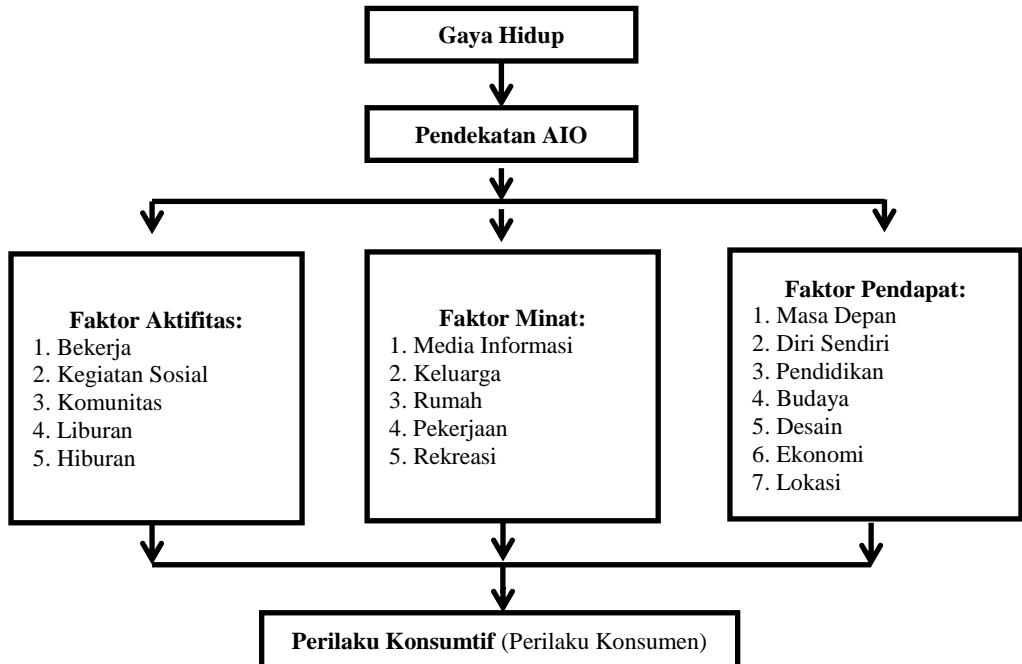 Gaya Hidup
Pendekatan AIO
Faktor Aktifitas:
1. Bekerja
2. Kegiatan Sosial
3. Komunitas
4. Liburan
5. Hiburan
Faktor Minat:
1. Media Informasi
2. Keluarga
3. Rumah
4. Pekerjaan
5. Rekreasi
Faktor Pendapat:
1. Masa Depan
2. Diri Sendiri
3. Pendidikan
4. Budaya
5. Desain
6. Ekonomi
7. Lokasi
Perilaku Konsumtif (Perilaku Konsumen)